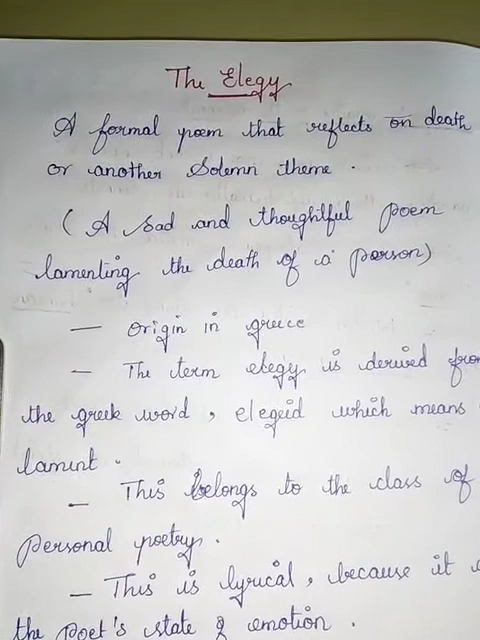 The Elegy
A formal poem that reflects on death
or another Solemn theme .
( A sad and thoughtful poem
lamenting the death of a person)
— origin in greece
— The term elegy is derived from
the greek word , elegeid which means
lament .
— This belongs to the class of
Personal poetry .
— This is lyrical , because it
the poet's state & emotion .